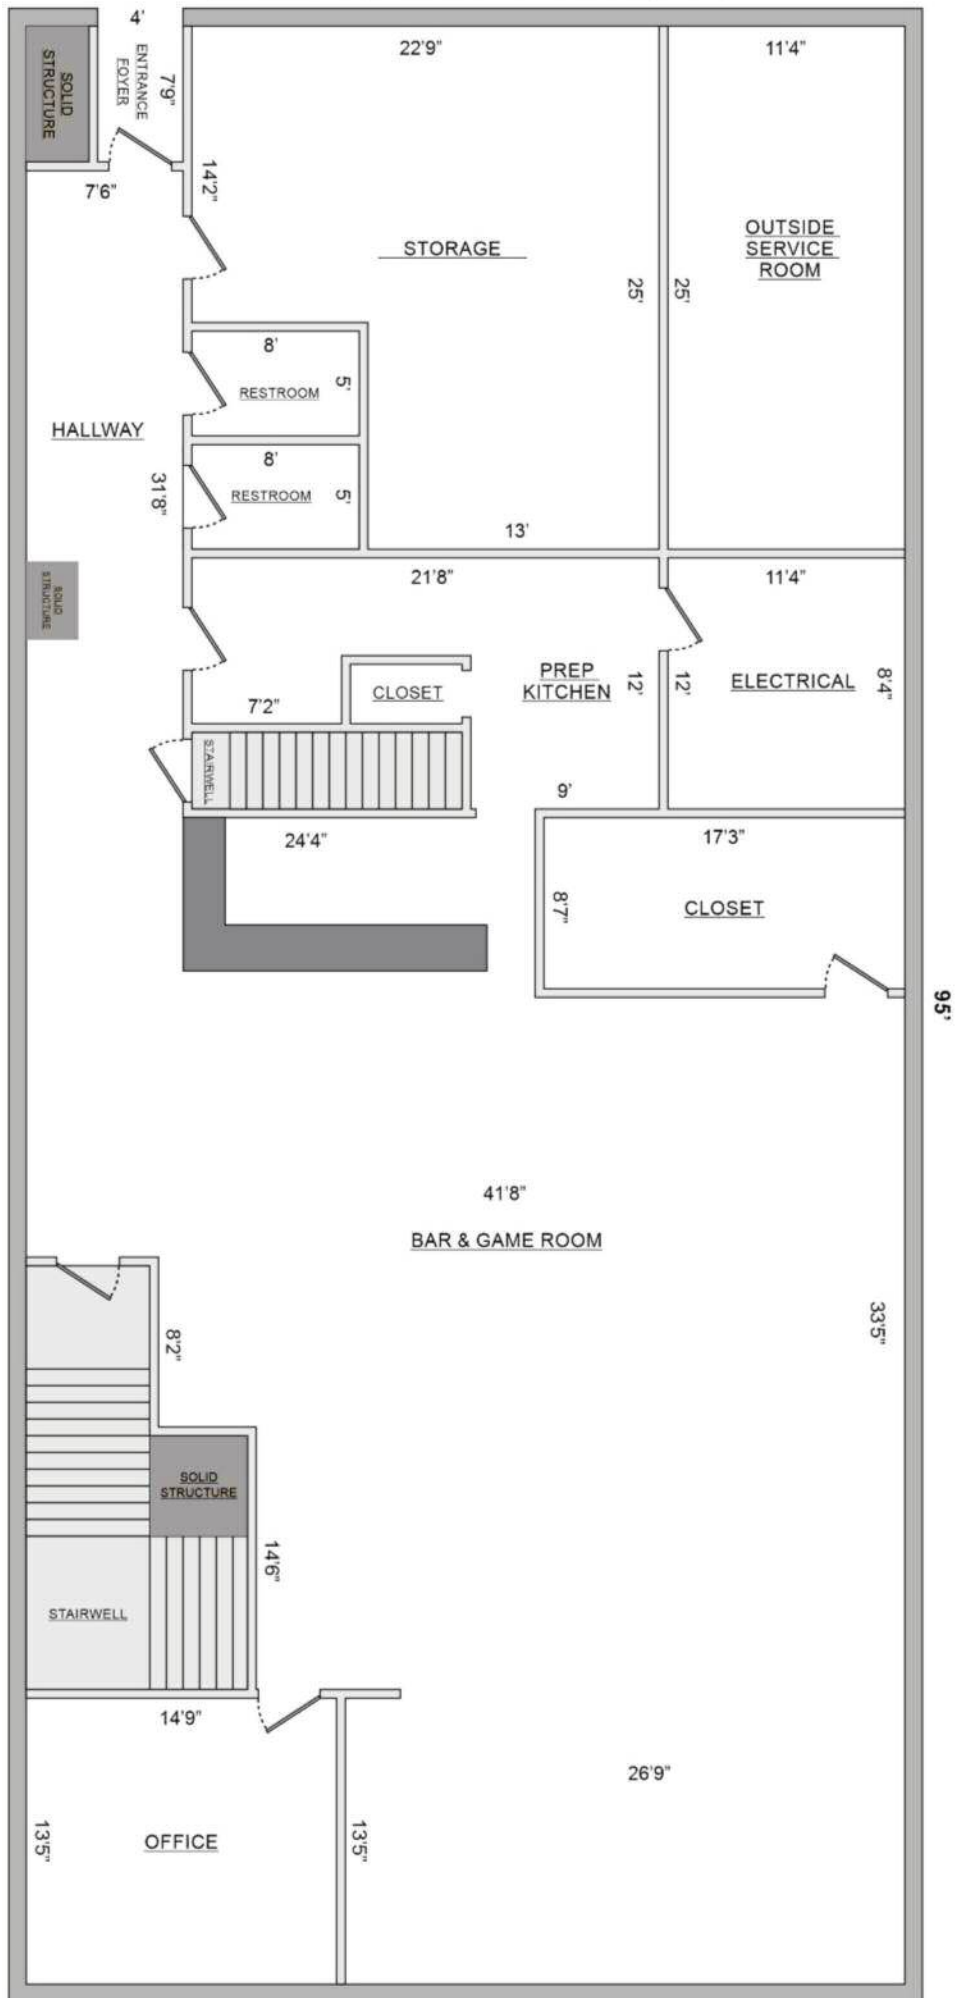 4'
22'9"
11'4"
ENTRANCE
FOYER
7'9"
SOLID
STRUCTURE
7'6"
14'2"
STORAGE
OUTSIDE
SERVICE
ROOM
25'
25'
8'
RESTROOM
5'
HALLWAY
8'
RESTROOM
5'
31'8"
13'
21'8"
11'4"
SOLID
STRUCTURE
PREP
KITCHEN
12'
12'
ELECTRICAL
8'4"
CLOSET
7'2"
STAIRWELL
9'
24'4"
17'3"
8'7"
CLOSET
95'
41'8"
BAR & GAME ROOM
33'5"
8'2"
SOLID
STRUCTURE
14'6"
STAIRWELL
14'9"
26'9"
13'5"
OFFICE
13'5"